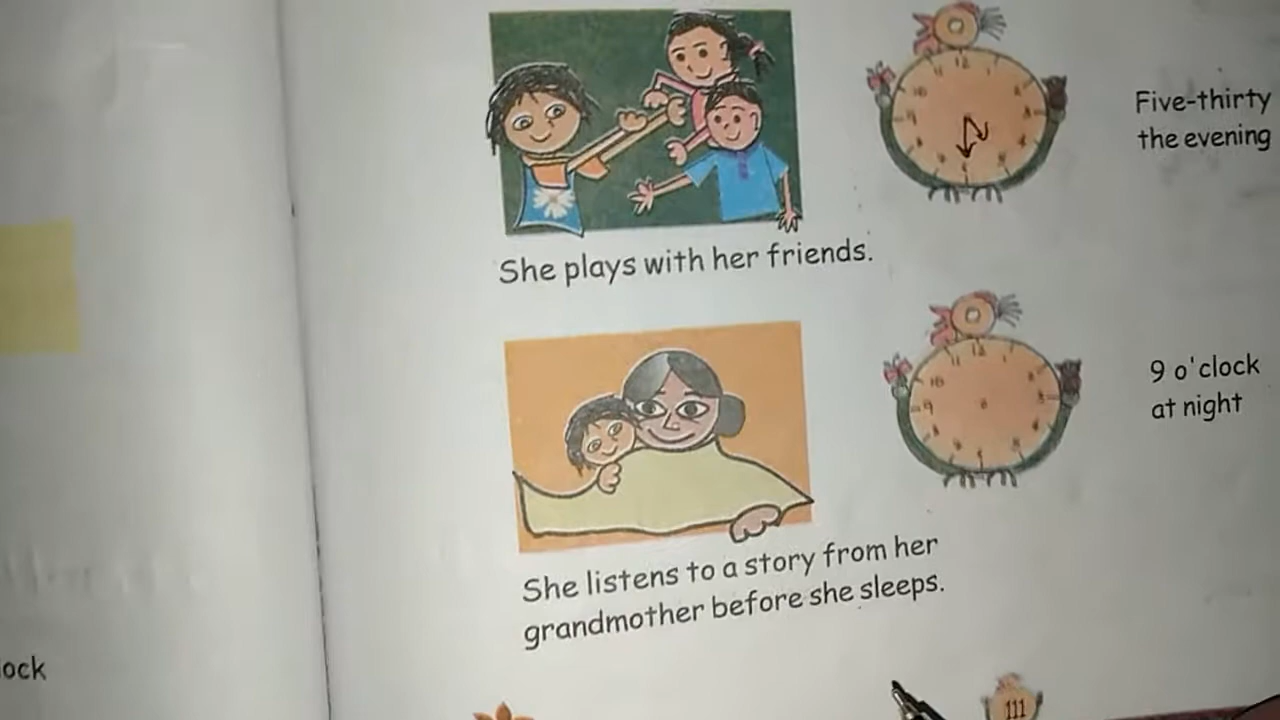 Five-thirty
the evening
She plays with her friends.
9 o'clock
at night
She listens to a story from her
grandmother before she sleeps.
ock
111